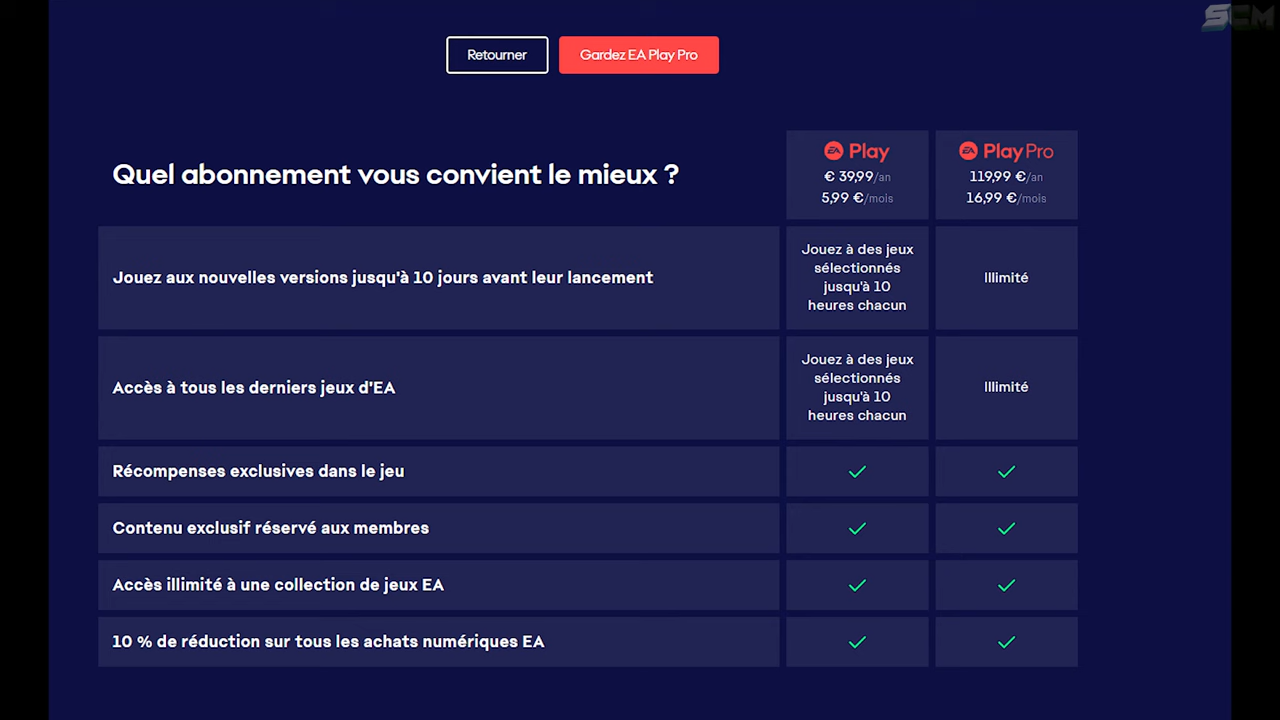 SCM
Retourner
Gardez EA Play Pro
Quel abonnement vous convient le mieux ?
EA Play
€ 39,99/an
5,99 €/mois
EA Play Pro
119,99 €/an
16,99 €/mois
Jouez aux nouvelles versions jusqu'à 10 jours avant leur lancement
Jouez à des jeux
sélectionnés
jusqu'à 10
heures chacun
Illimité
Accès à tous les derniers jeux d'EA
Jouez à des jeux
sélectionnés
jusqu'à 10
heures chacun
Illimité
Récompenses exclusives dans le jeu
Contenu exclusif réservé aux membres
Accès illimité à une collection de jeux EA
10 % de réduction sur tous les achats numériques EA